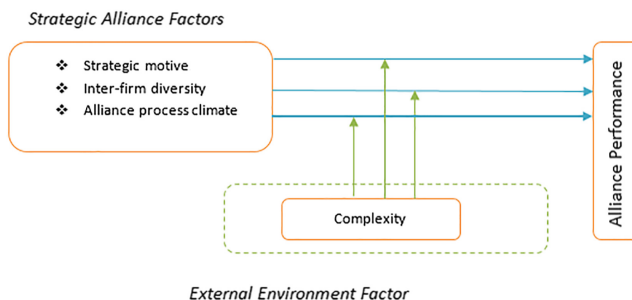 Strategic Alliance Factors
❖ Strategic motive
❖ Inter-firm diversity
❖ Alliance process climate
Alliance Performance
Complexity
External Environment Factor